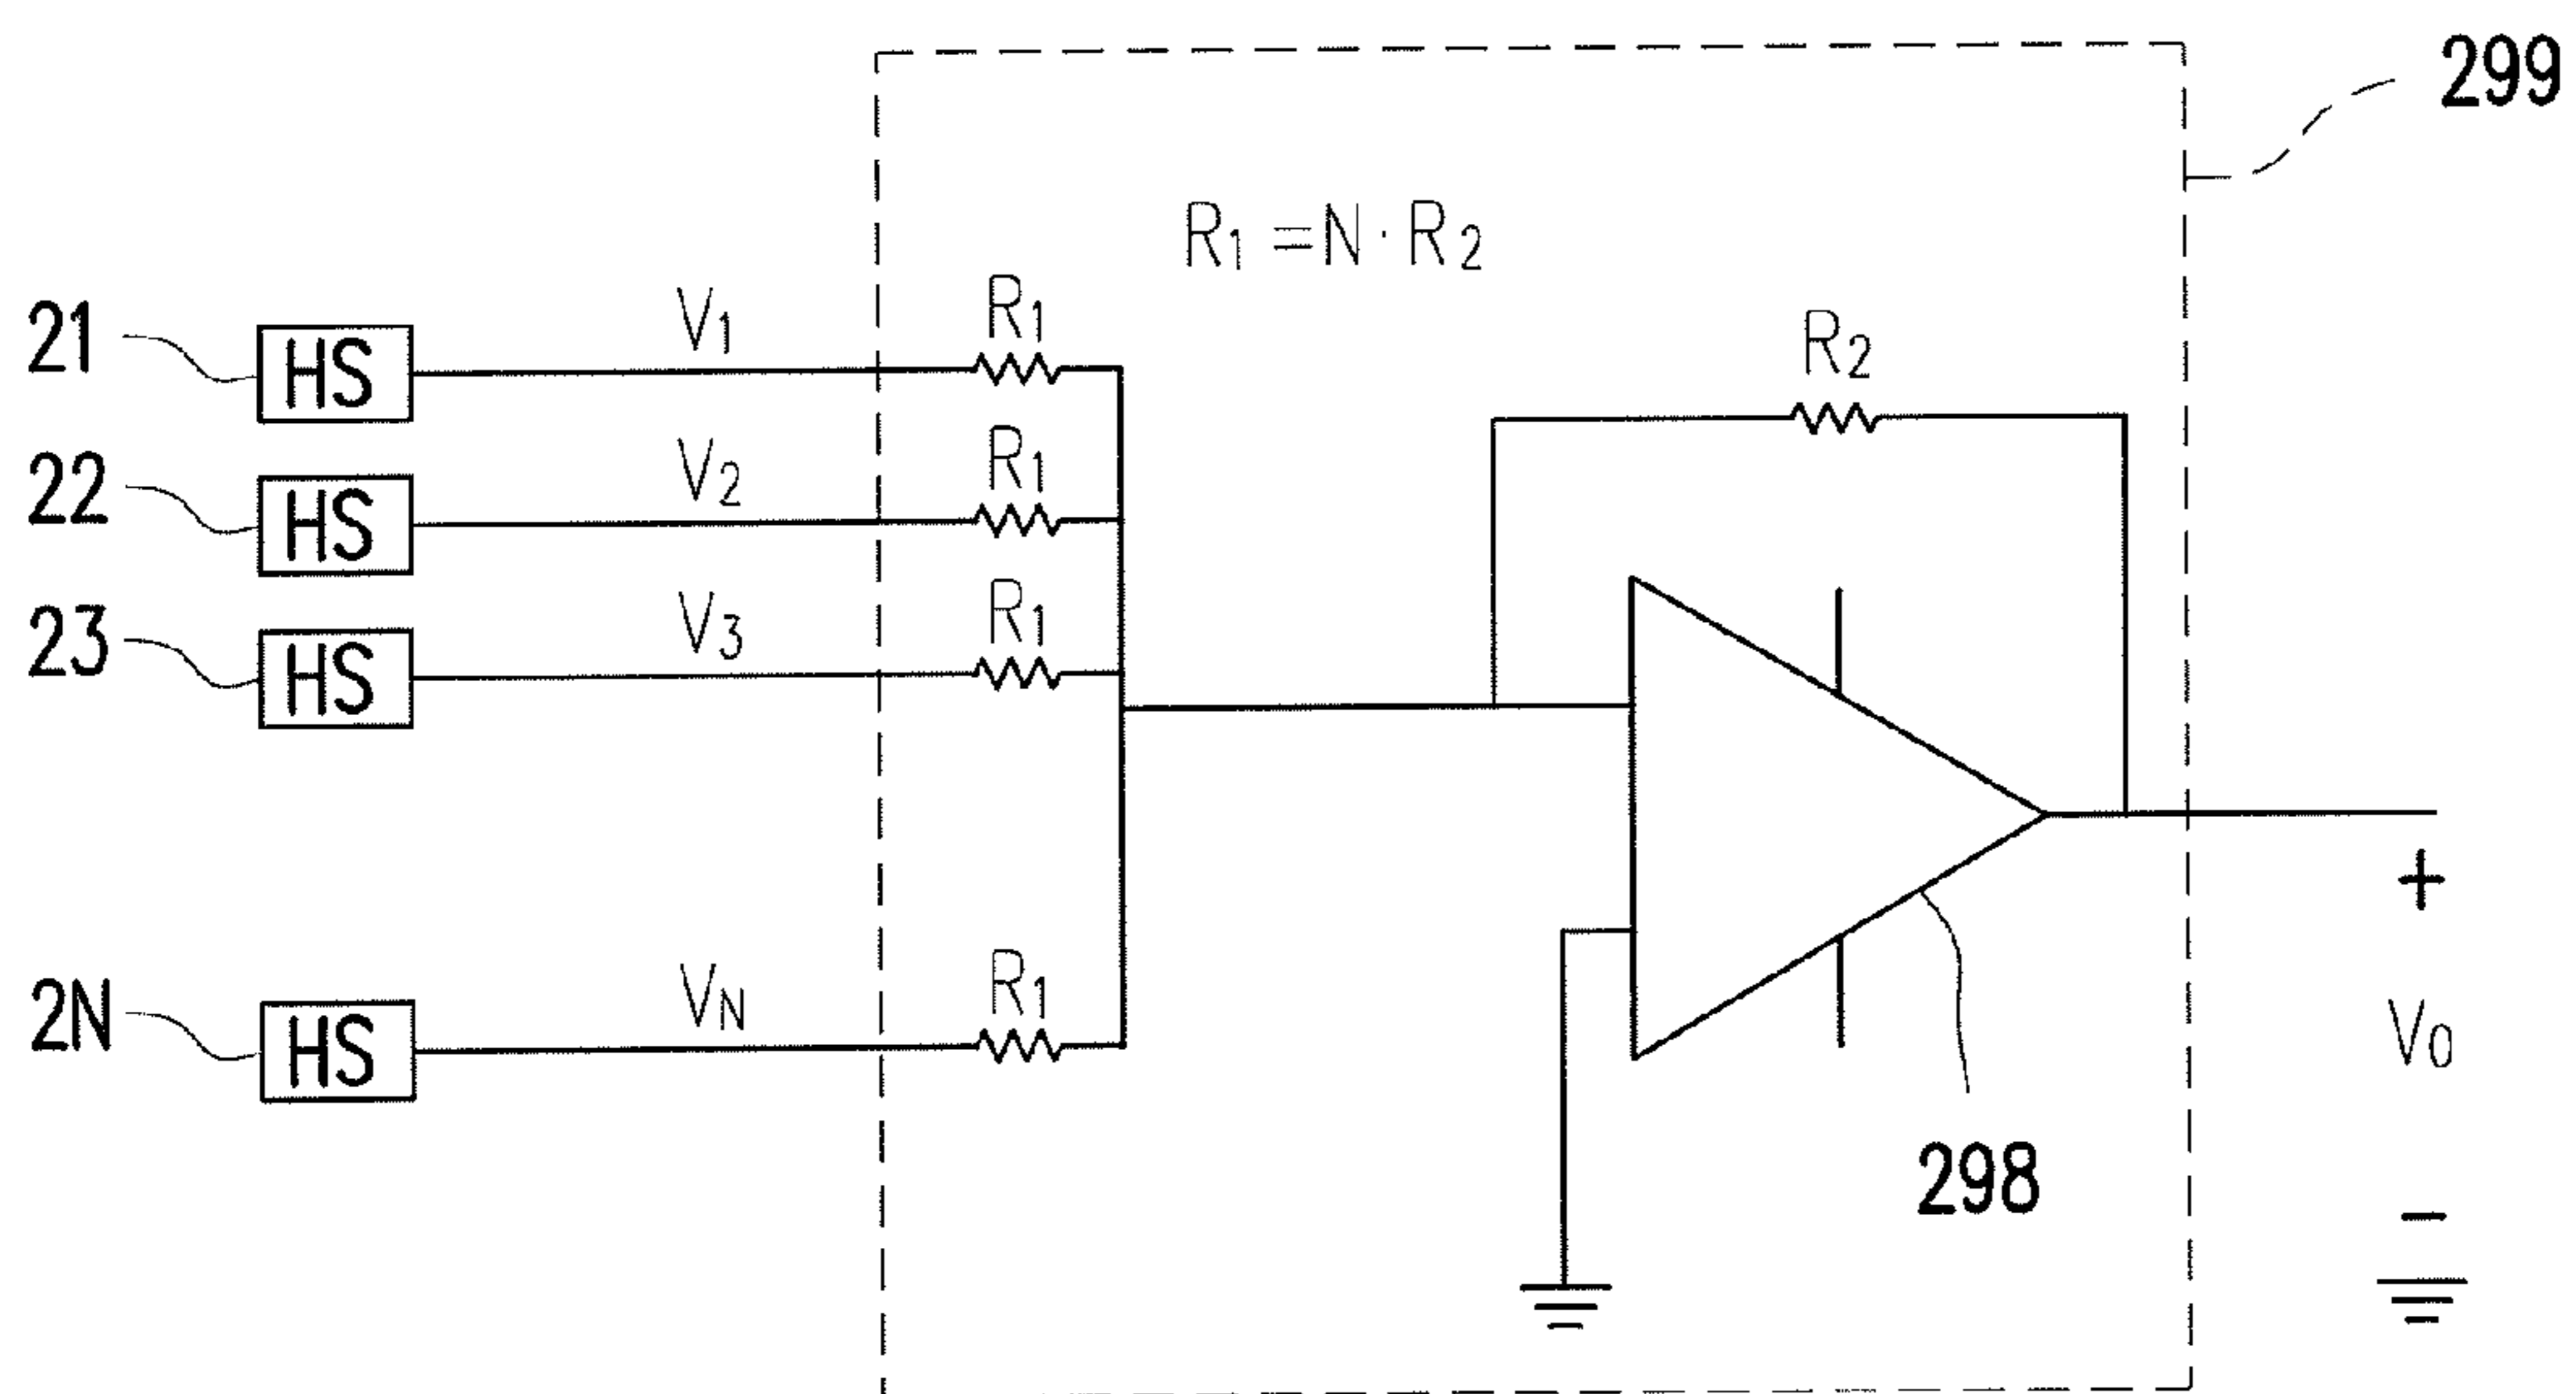 299
R1 = N · R2
21 HS V1 R1
R2
22 HS V2 R1
23 HS V3 R1
+
2N HS VN R1
V0
298
-